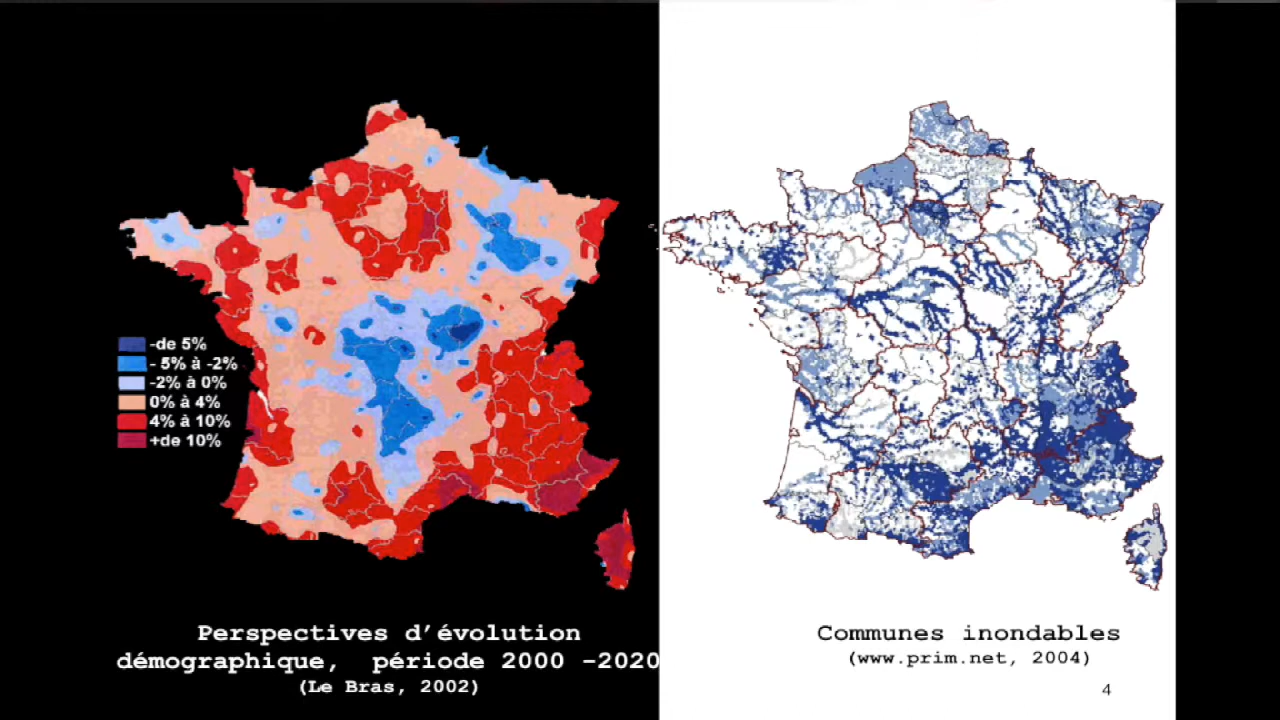 -de 5%
- 5% à -2%
-2% à 0%
0% à 4%
4% à 10%
+de 10%
Perspectives d’évolution
démographique, période 2000 -2020
(Le Bras, 2002)
Communes inondables
(www.prim.net, 2004)
4